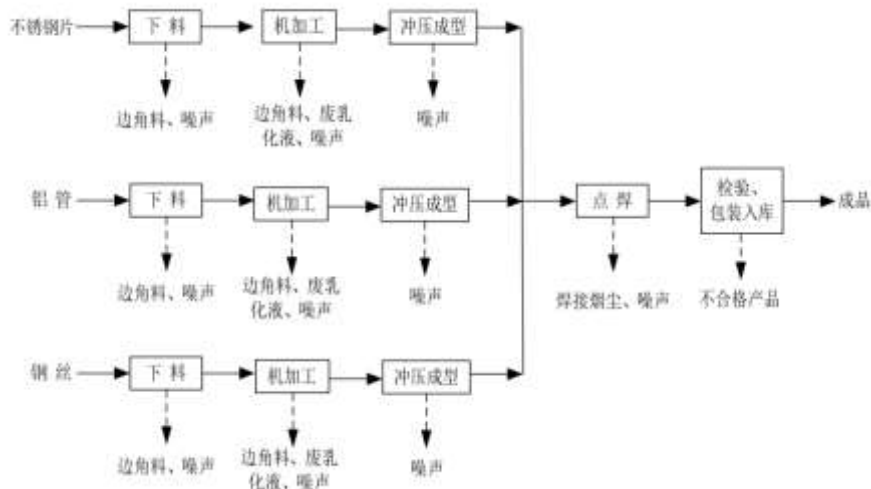 不锈钢片
下 料
机加工
冲压成型
边角料、噪声
边角料、废乳
化液、噪声
噪声
铝 管
下 料
机加工
冲压成型
点 焊
检验、
包装入库
成品
边角料、噪声
边角料、废乳
化液、噪声
噪声
焊接烟尘、噪声
不合格产品
钢 丝
下 料
机加工
冲压成型
边角料、噪声
边角料、废乳
化液、噪声
噪声